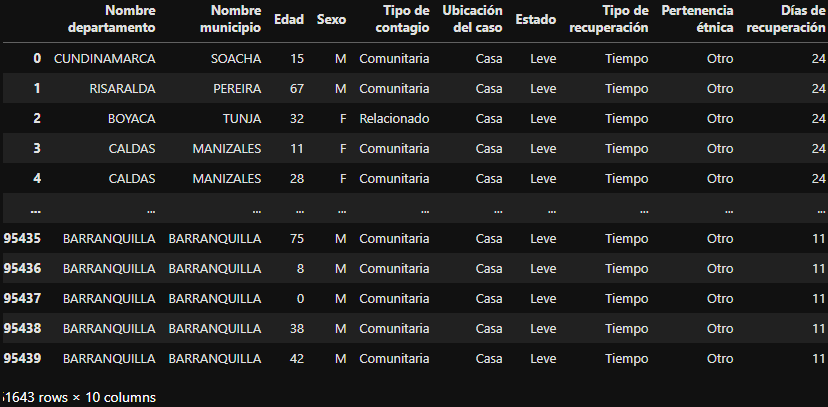 Nombre departamento Nombre municipio Edad Sexo Tipo de contagio Ubicación del caso Estado Tipo de recuperación Pertenencia étnica Días de recuperación
0 CUNDINAMARCA SOACHA 15 M Comunitaria Casa Leve Tiempo Otro 24
1 RISARALDA PEREIRA 67 M Comunitaria Casa Leve Tiempo Otro 24
2 BOYACA TUNJA 32 F Relacionado Casa Leve Tiempo Otro 24
3 CALDAS MANIZALES 11 F Comunitaria Casa Leve Tiempo Otro 24
4 CALDAS MANIZALES 28 F Comunitaria Casa Leve Tiempo Otro 24
... ... ... ... ... ... ... ... ... ... ...
95435 BARRANQUILLA BARRANQUILLA 75 M Comunitaria Casa Leve Tiempo Otro 11
95436 BARRANQUILLA BARRANQUILLA 8 M Comunitaria Casa Leve Tiempo Otro 11
95437 BARRANQUILLA BARRANQUILLA 0 M Comunitaria Casa Leve Tiempo Otro 11
95438 BARRANQUILLA BARRANQUILLA 38 M Comunitaria Casa Leve Tiempo Otro 11
95439 BARRANQUILLA BARRANQUILLA 42 M Comunitaria Casa Leve Tiempo Otro 11
rows × 10 columns